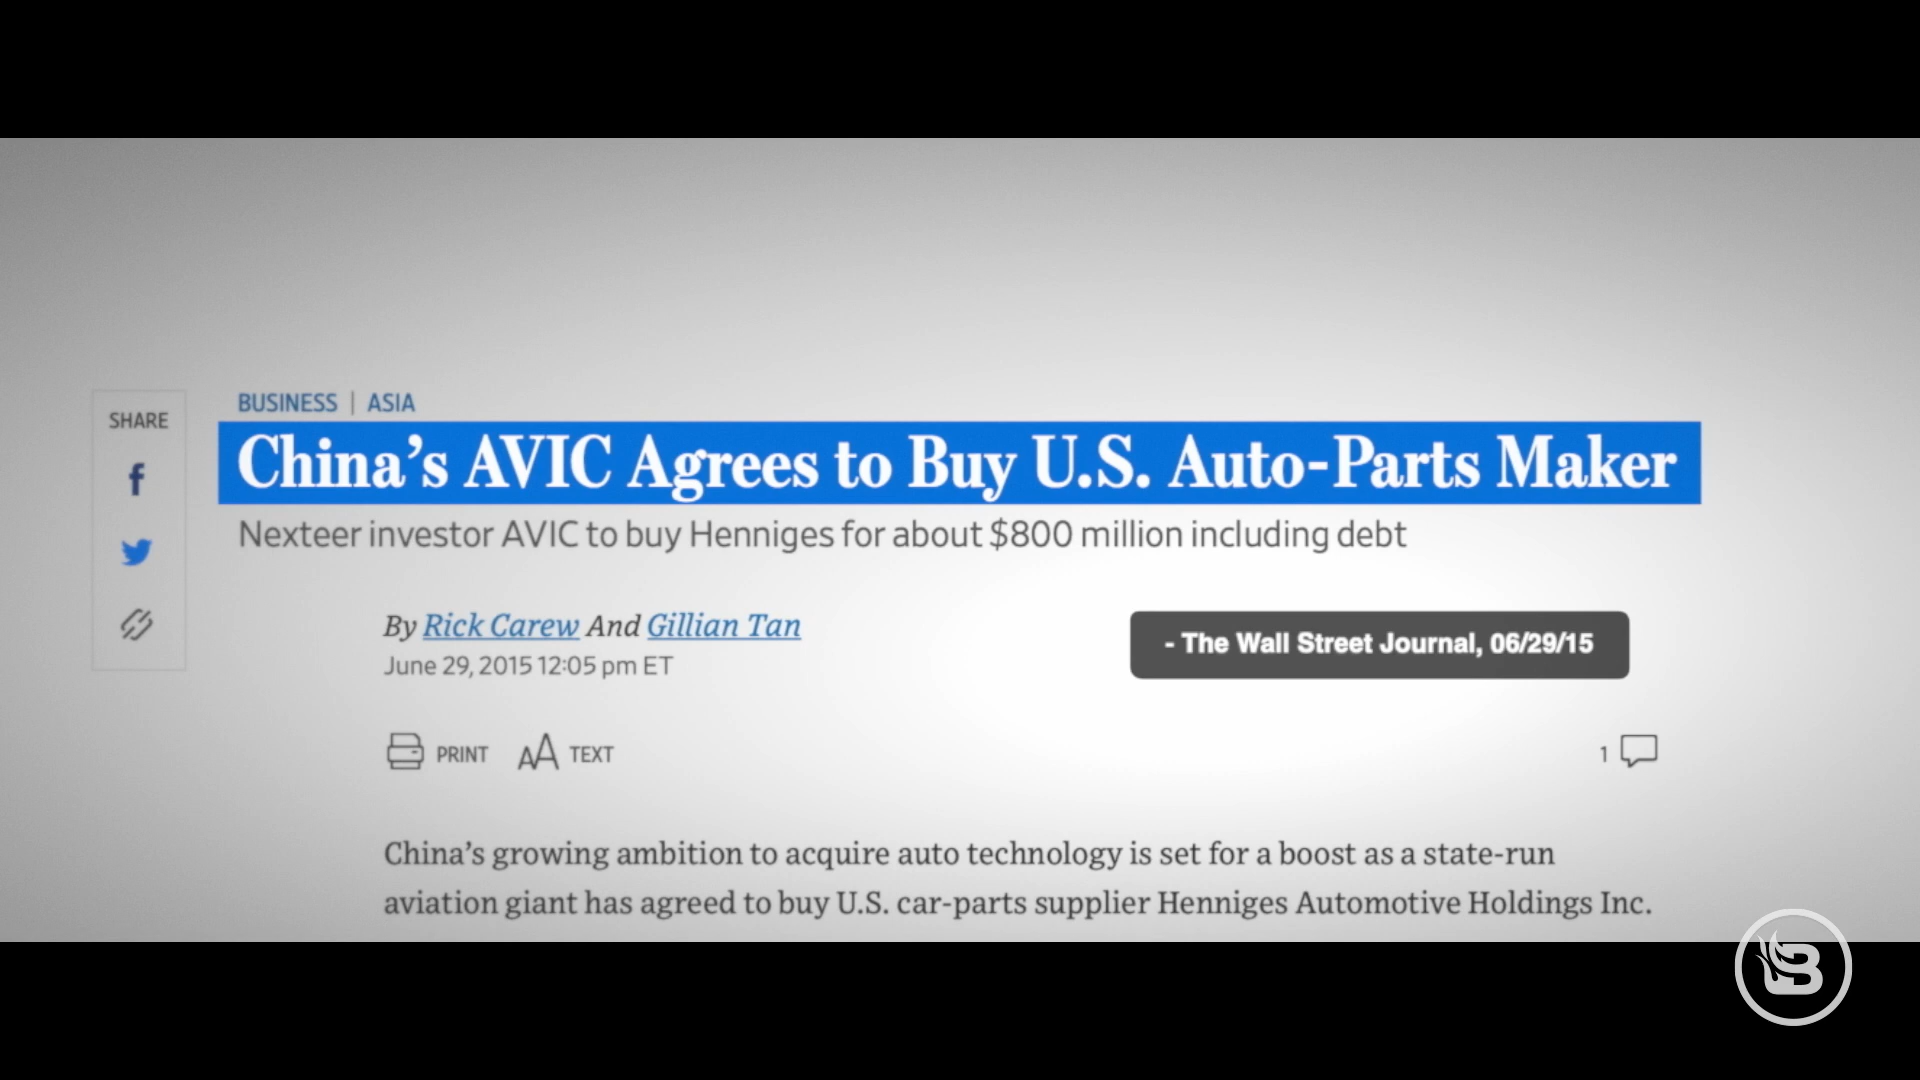 BUSINESS | ASIA
SHARE
China's AVIC Agrees to Buy U.S. Auto-Parts Maker
Nexteer investor AVIC to buy Henniges for about $800 million including debt
By Rick Carew And Gillian Tan
- The Wall Street Journal, 06/29/15
June 29, 2015 12:05 pm ET
PRINT AA TEXT
1
China's growing ambition to acquire auto technology is set for a boost as a state-run
aviation giant has agreed to buy U.S. car-parts supplier Henniges Automotive Holdings Inc.
B